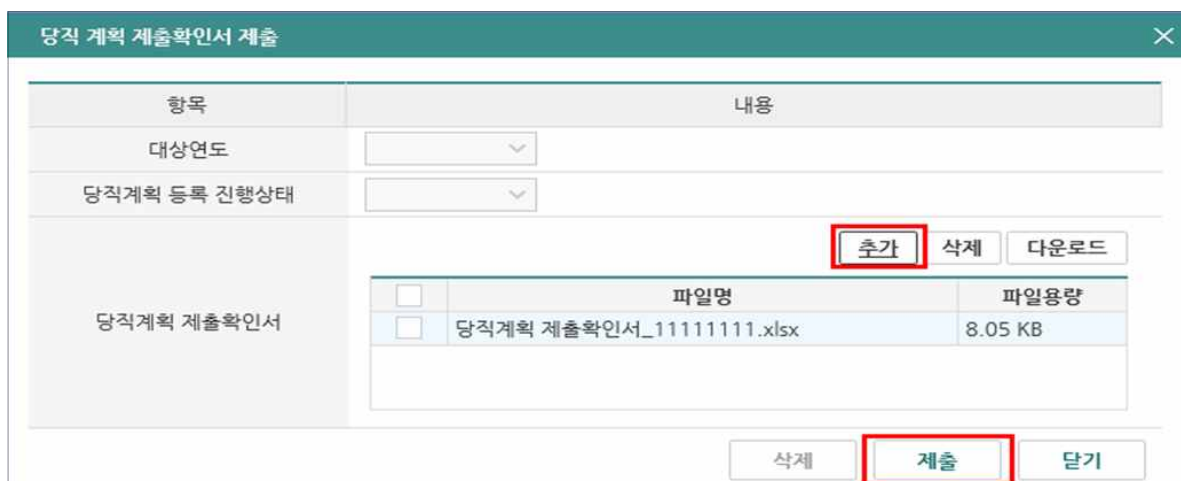 당직 계획 제출확인서 제출
항목 내용
대상연도
당직계획 등록 진행상태
추가 삭제 다운로드
당직계획 제출확인서
파일명 파일용량
당직계획 제출확인서_11111111.xlsx 8.05 KB
삭제 제출 닫기